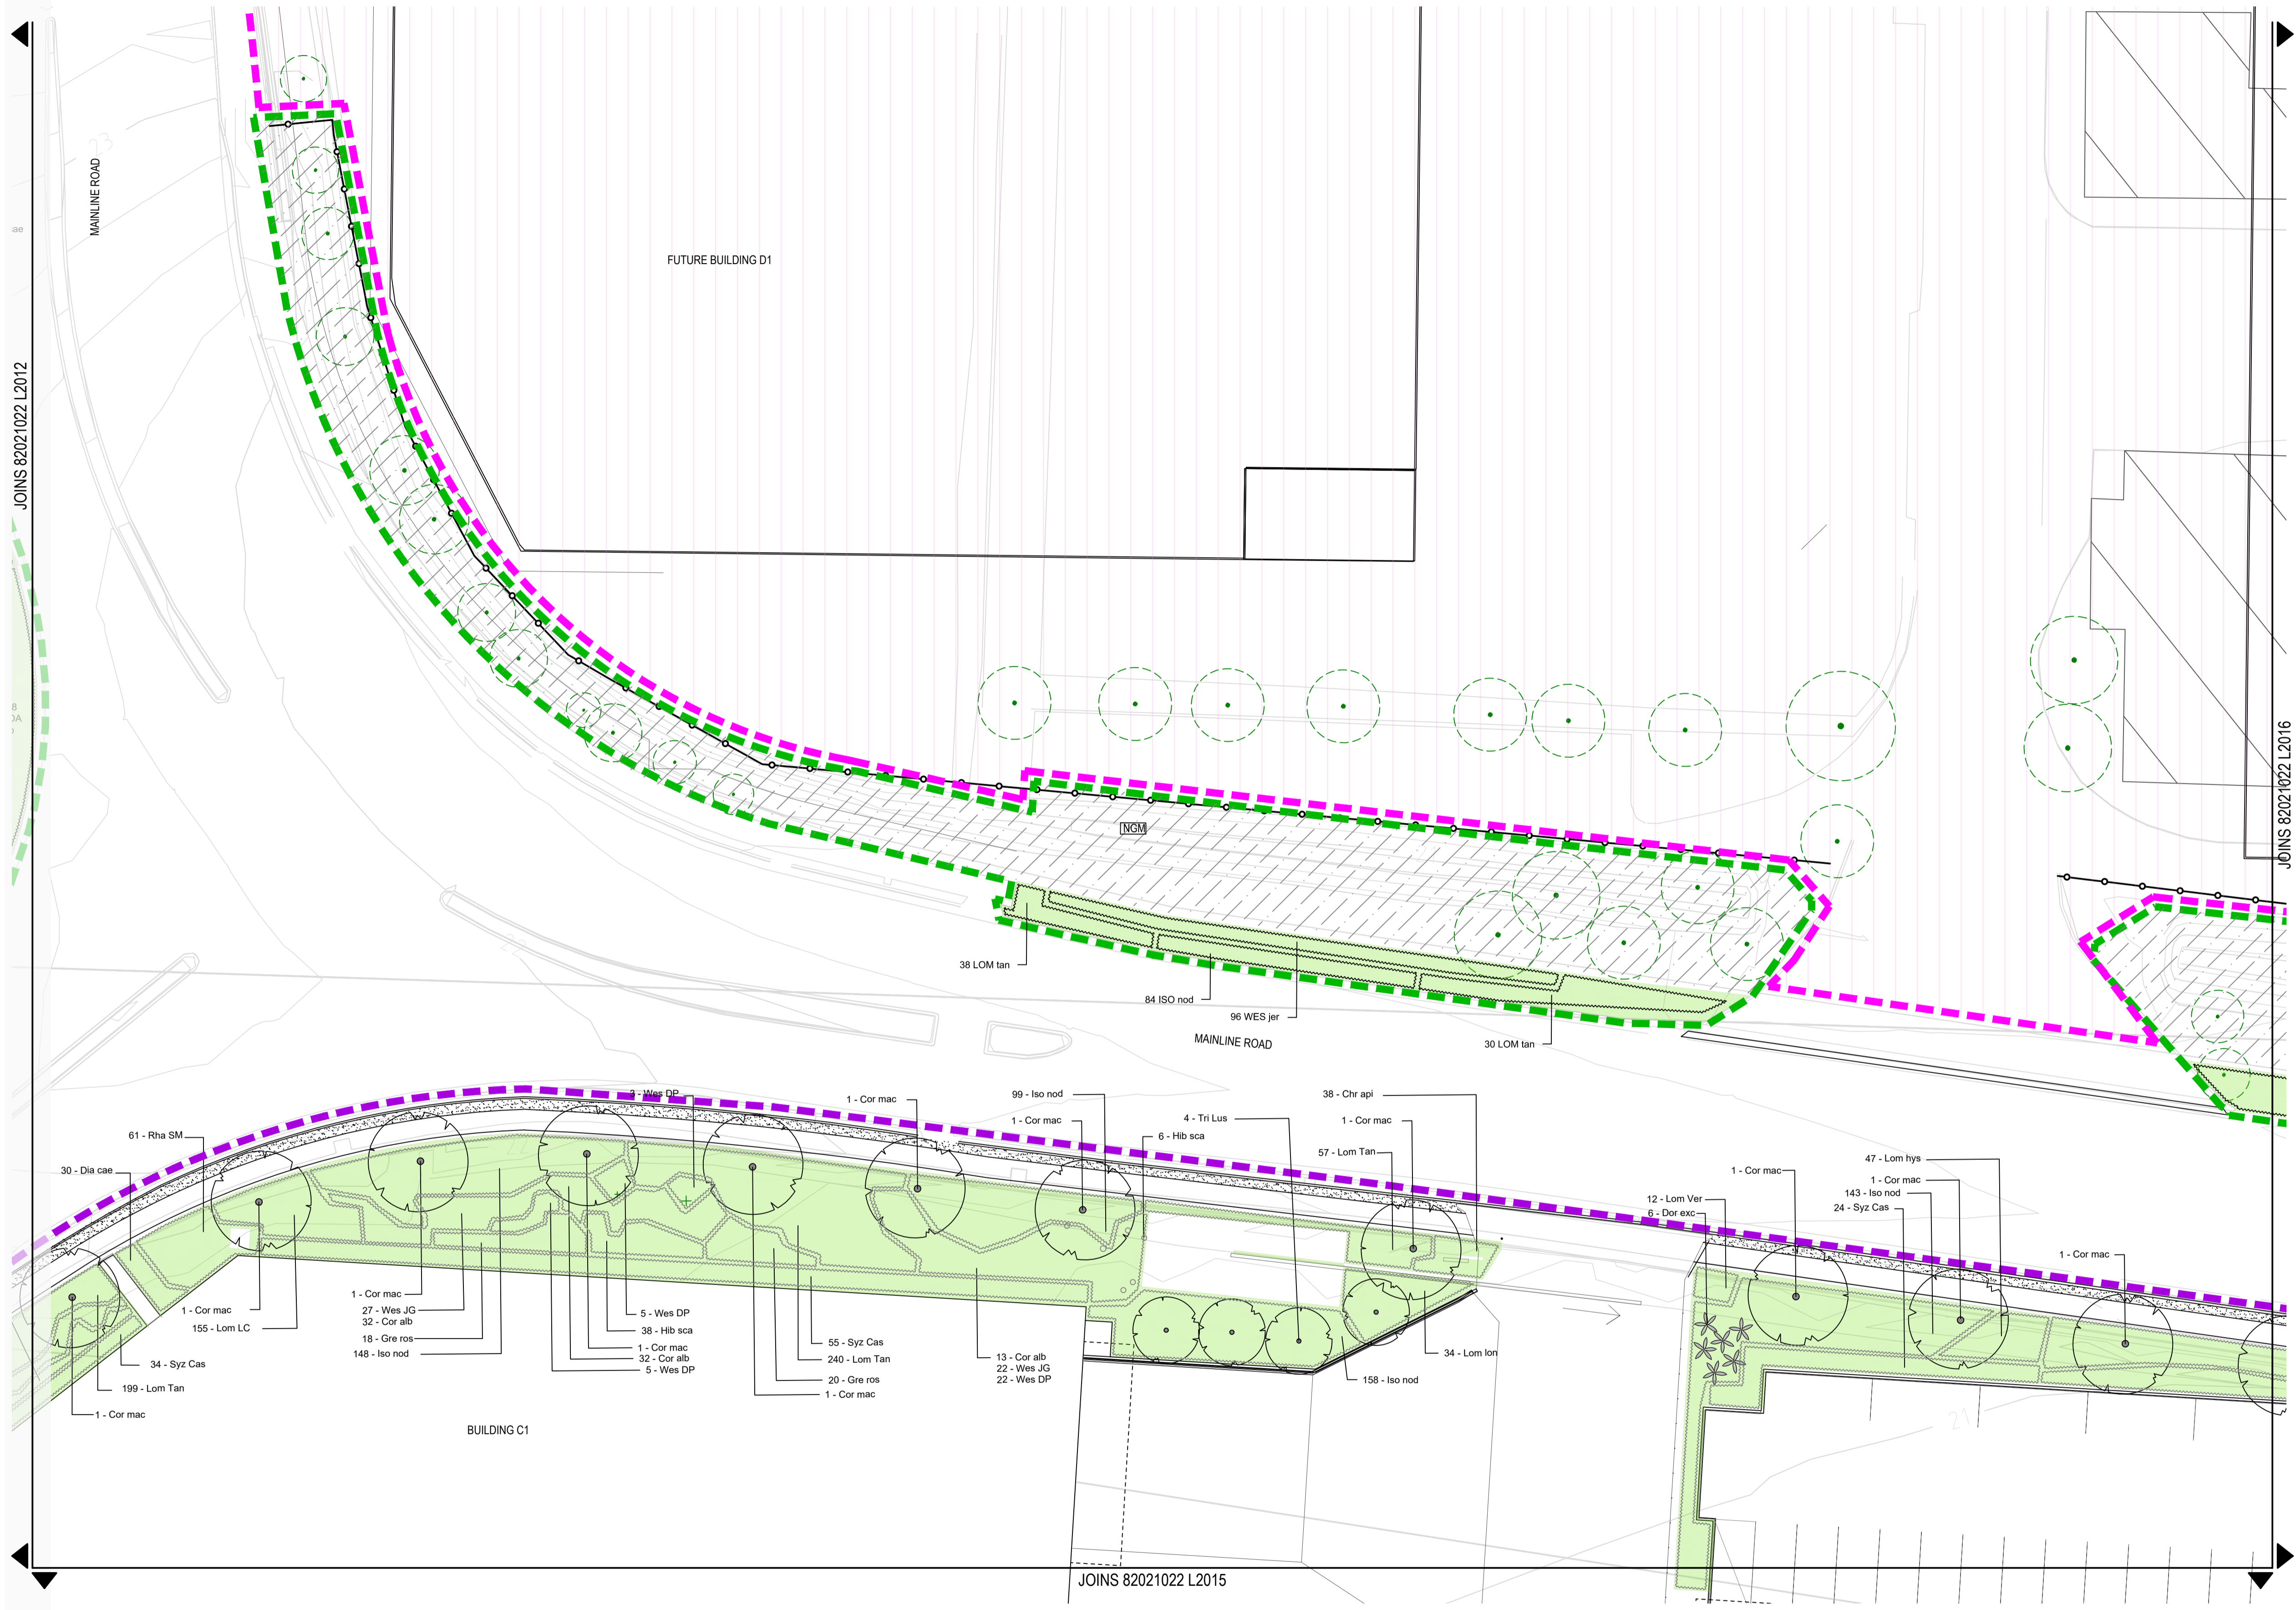 MAINLINE ROAD
23
ae
FUTURE BUILDING D1
JOINS 82021022 L2012
8
JOINS 82021022 L2016
NGM
38 LOM tan
84 ISO nod
96 WES jer
MAINLINE ROAD
30 LOM tan
3 - Wes DP
1 - Cor mac
99 - Iso nod
38 - Chr api
1 - Cor mac
4 - Tri Lus
1 - Cor mac
61 - Rha SM
6 - Hib sca
57 - Lom Tan
47 - Lom hys
30 - Dia cae
1 - Cor mac
1 - Cor mac
143 - Iso nod
12 - Lom Ver
24 - Syz Cas
6 - Dor exc
1 - Cor mac
1 - Cor mac
1 - Cor mac
27 - Wes JG
32 - Cor alb
155 - Lom LC
18 - Gre ros
148 - Iso nod
5 - Wes DP
38 - Hib sca
1 - Cor mac
32 - Cor alb
5 - Wes DP
55 - Syz Cas
240 - Lom Tan
20 - Gre ros
1 - Cor mac
13 - Cor alb
22 - Wes JG
22 - Wes DP
34 - Lom lon
158 - Iso nod
34 - Syz Cas
199 - Lom Tan
1 - Cor mac
BUILDING C1
21
JOINS 82021022 L2015